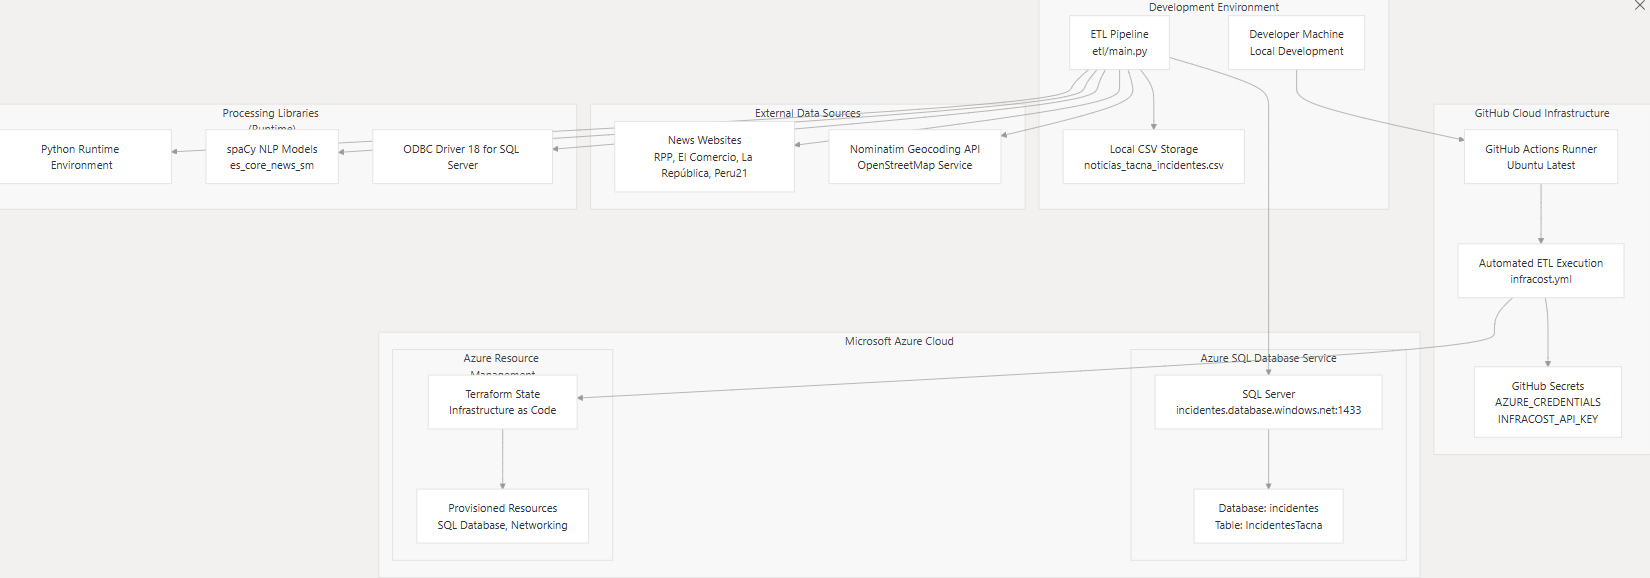 Development Environment
ETL Pipeline
etl/main.py
Developer Machine
Local Development
Processing Libraries
(Runtime)
Python Runtime
Environment
spaCy NLP Models
es_core_news_sm
ODBC Driver 18 for SQL
Server
External Data Sources
News Websites
RPP, El Comercio, La
República, Peru21
Nominatim Geocoding API
OpenStreetMap Service
Local CSV Storage
noticias_tacna_incidentes.csv
GitHub Cloud Infrastructure
GitHub Actions Runner
Ubuntu Latest
Automated ETL Execution
infracost.yml
GitHub Secrets
AZURE_CREDENTIALS
INFRACOST_API_KEY
Microsoft Azure Cloud
Azure Resource
Management
Terraform State
Infrastructure as Code
Provisioned Resources
SQL Database, Networking
Azure SQL Database Service
SQL Server
incidentes.database.windows.net:1433
Database: incidentes
Table: IncidentesTacna